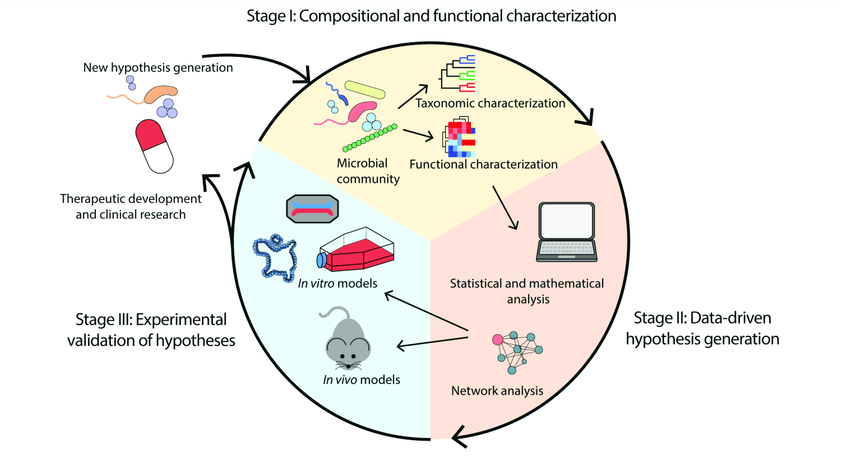 Stage I: Compositional and functional characterization
New hypothesis generation
Taxonomic characterization
Microbial
community
Functional characterization
Therapeutic development
and clinical research
In vitro models
Statistical and mathematical
analysis
Stage III: Experimental
validation of hypotheses
Stage II: Data-driven
hypothesis generation
In vivo models
Network analysis